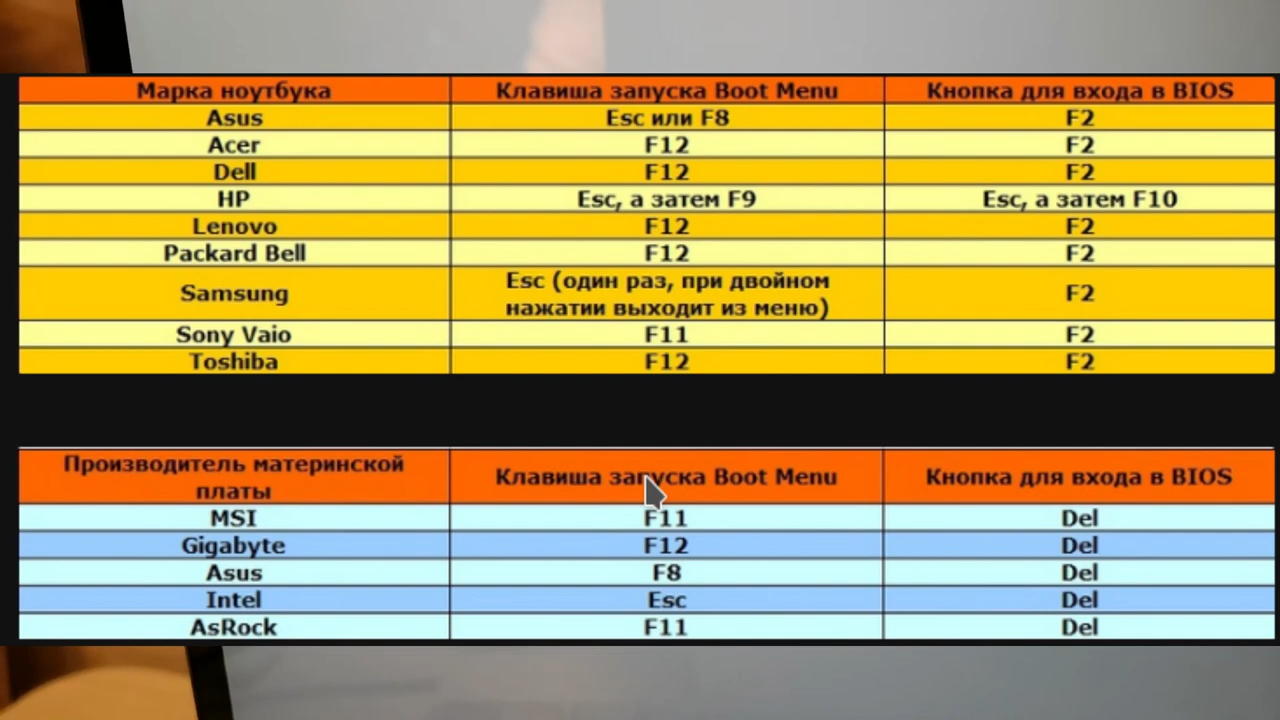 Марка ноутбука Клавиша запуска Boot Menu Кнопка для входа в BIOS
Asus Esc или F8 F2
Acer F12 F2
Dell F12 F2
HP Esc, а затем F9 Esc, а затем F10
Lenovo F12 F2
Packard Bell F12 F2
Samsung Esc (один раз, при двойном нажатии выходит из меню) F2
Sony Vaio F11 F2
Toshiba F12 F2
Производитель материнской платы Клавиша запуска Boot Menu Кнопка для входа в BIOS
MSI F11 Del
Gigabyte F12 Del
Asus F8 Del
Intel Esc Del
AsRock F11 Del